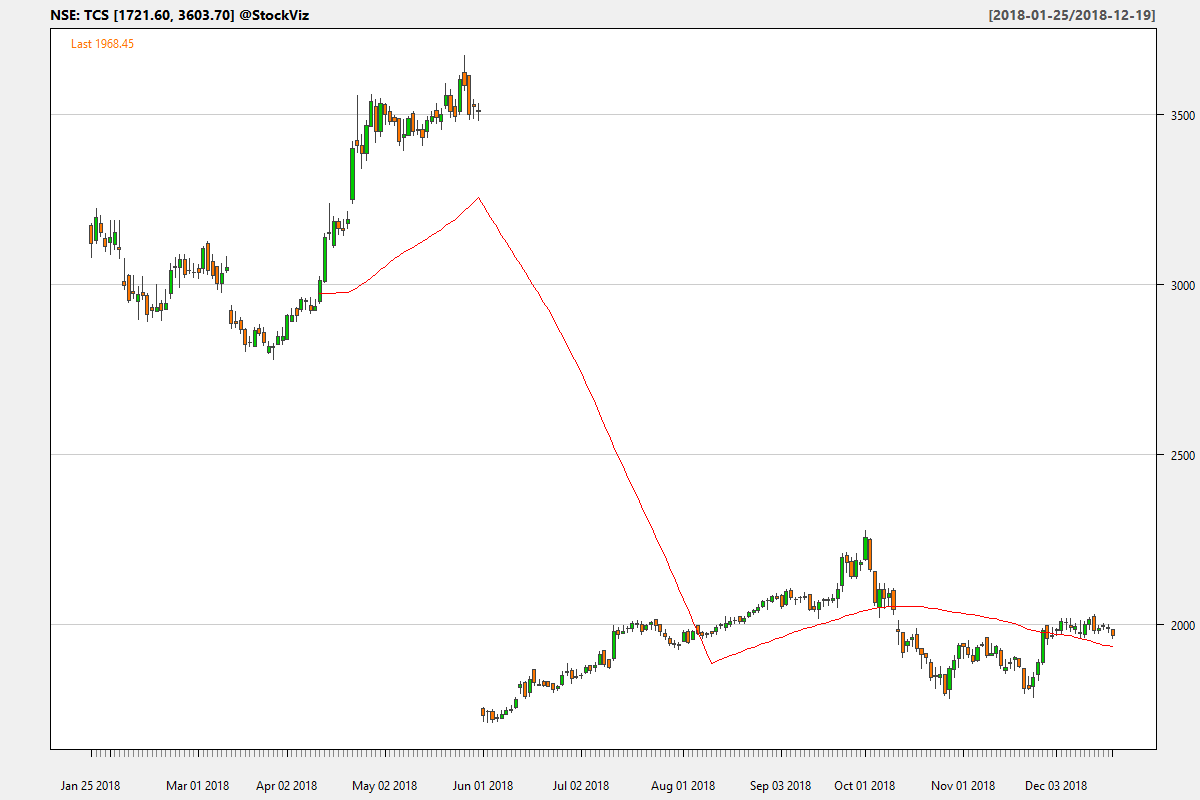 NSE: TCS [1721.60, 3603.70] @StockViz [2018-01-25/2018-12-19]
Last 1968.45
3500
3000
2500
2000
Jan 25 2018 Mar 01 2018 Apr 02 2018 May 02 2018 Jun 01 2018 Jul 02 2018 Aug 01 2018 Sep 03 2018 Oct 01 2018 Nov 01 2018 Dec 03 2018